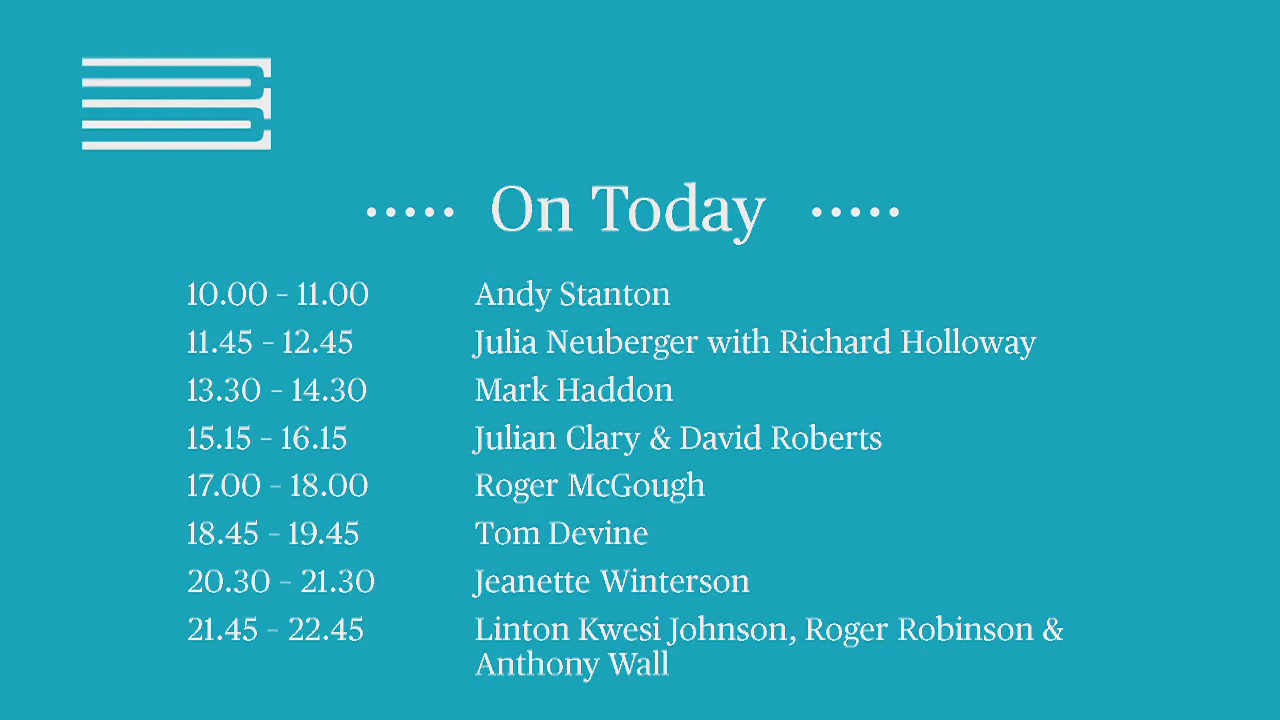 On Today
10.00 – 11.00 Andy Stanton
11.45 – 12.45 Julia Neuberger with Richard Holloway
13.30 – 14.30 Mark Haddon
15.15 – 16.15 Julian Clary & David Roberts
17.00 – 18.00 Roger McGough
18.45 – 19.45 Tom Devine
20.30 – 21.30 Jeanette Winterson
21.45 – 22.45 Linton Kwesi Johnson, Roger Robinson &
Anthony Wall